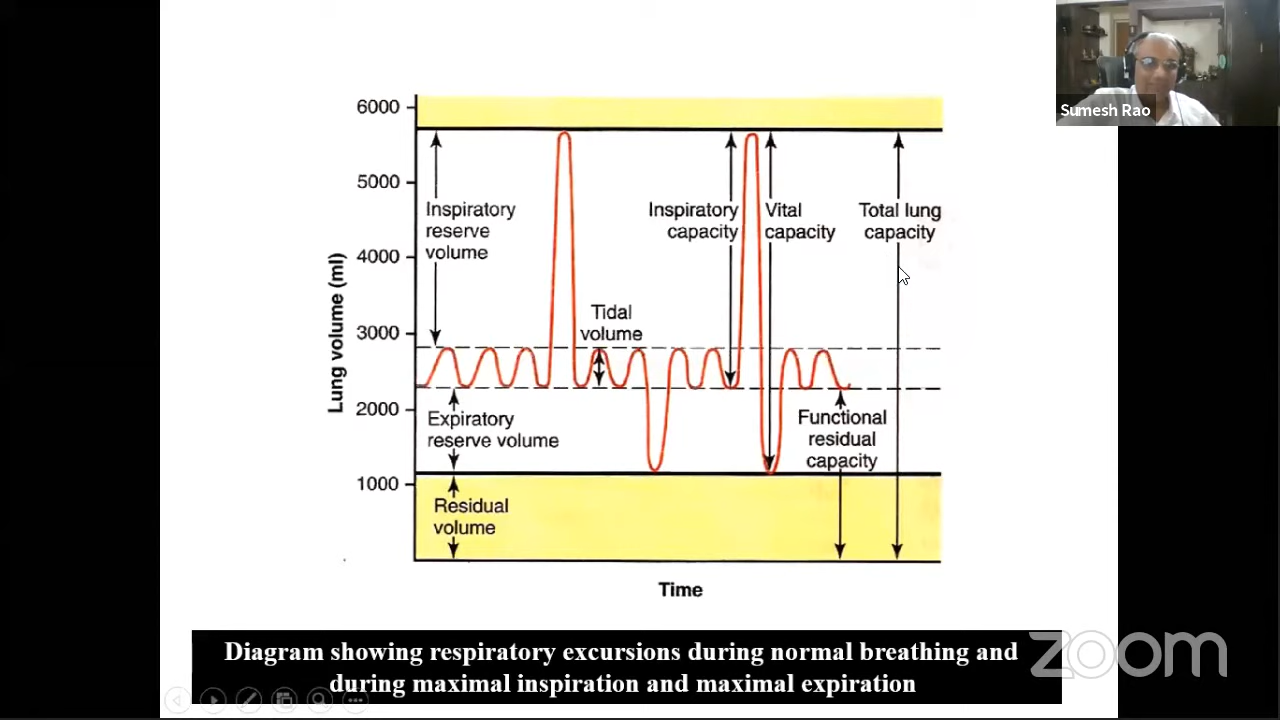 Sumesh Rao
6000
5000
4000
3000
2000
1000
Lung volume (ml)
Inspiratory
reserve
volume
Tidal
volume
Inspiratory
capacity
Vital
capacity
Total lung
capacity
Expiratory
reserve volume
Functional
residual
capacity
Residual
volume
Time
Diagram showing respiratory excursions during normal breathing and
during maximal inspiration and maximal expiration
zoom